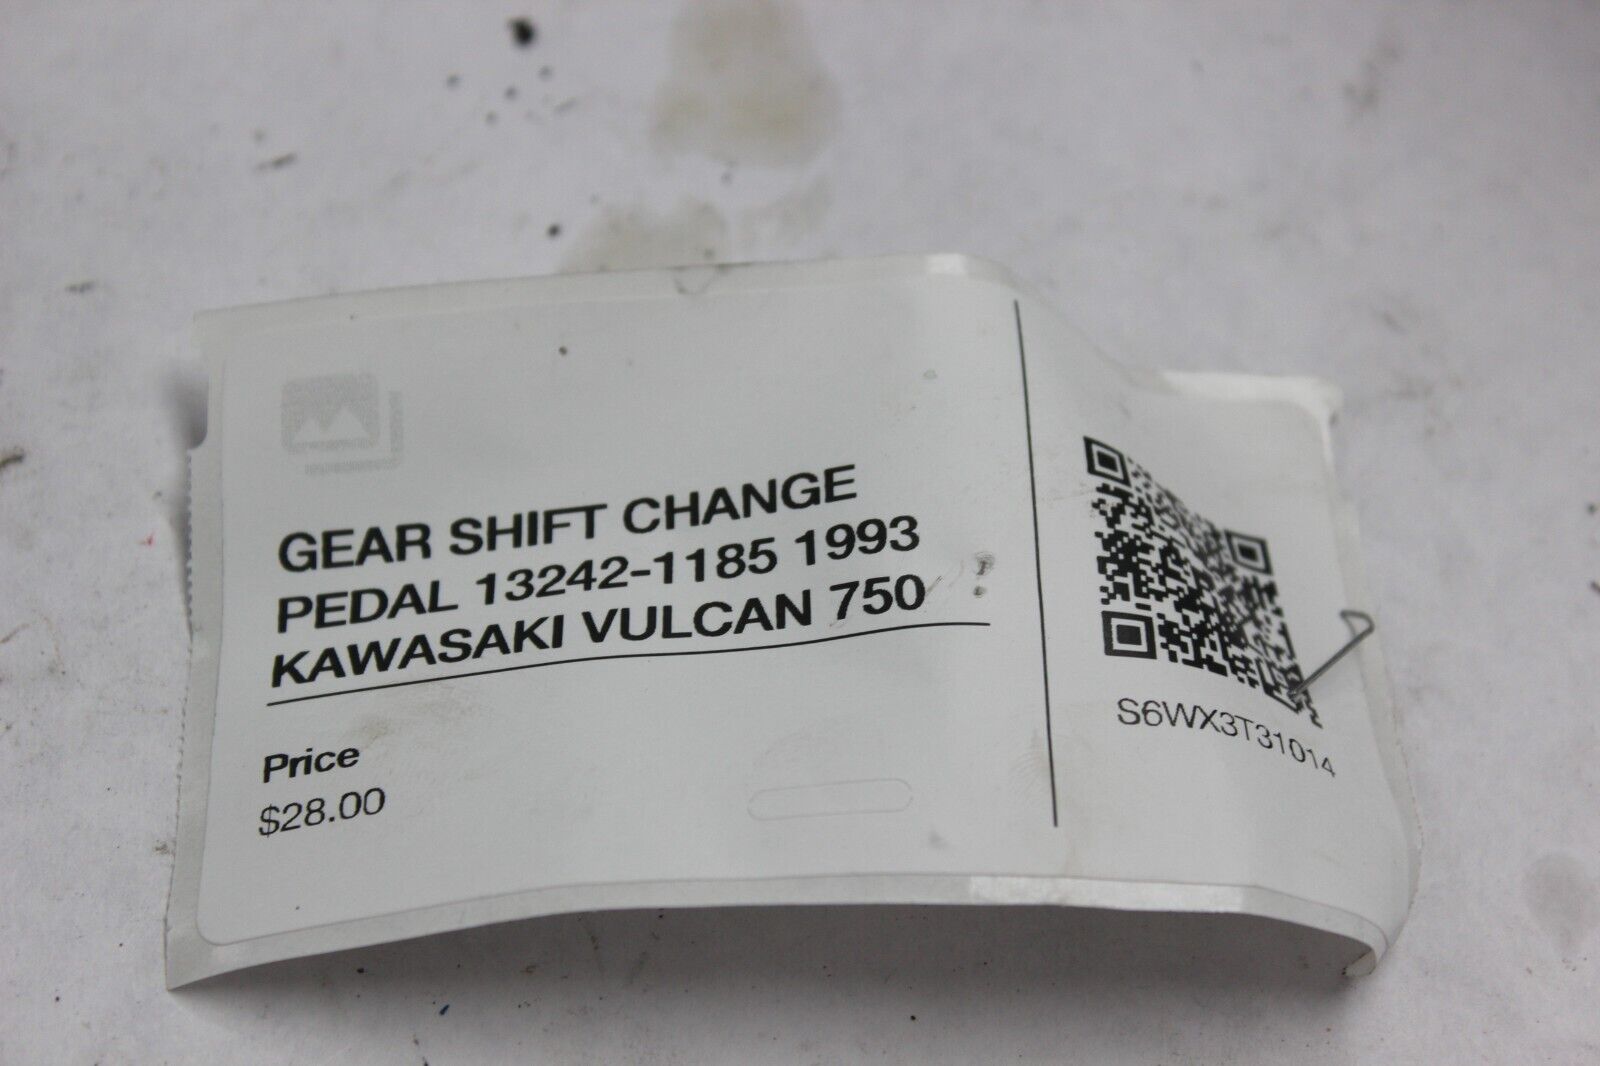 GEAR SHIFT CHANGE
PEDAL 13242-1185 1993
KAWASAKI VULCAN 750
Price
$28.00
S6WX3T31014